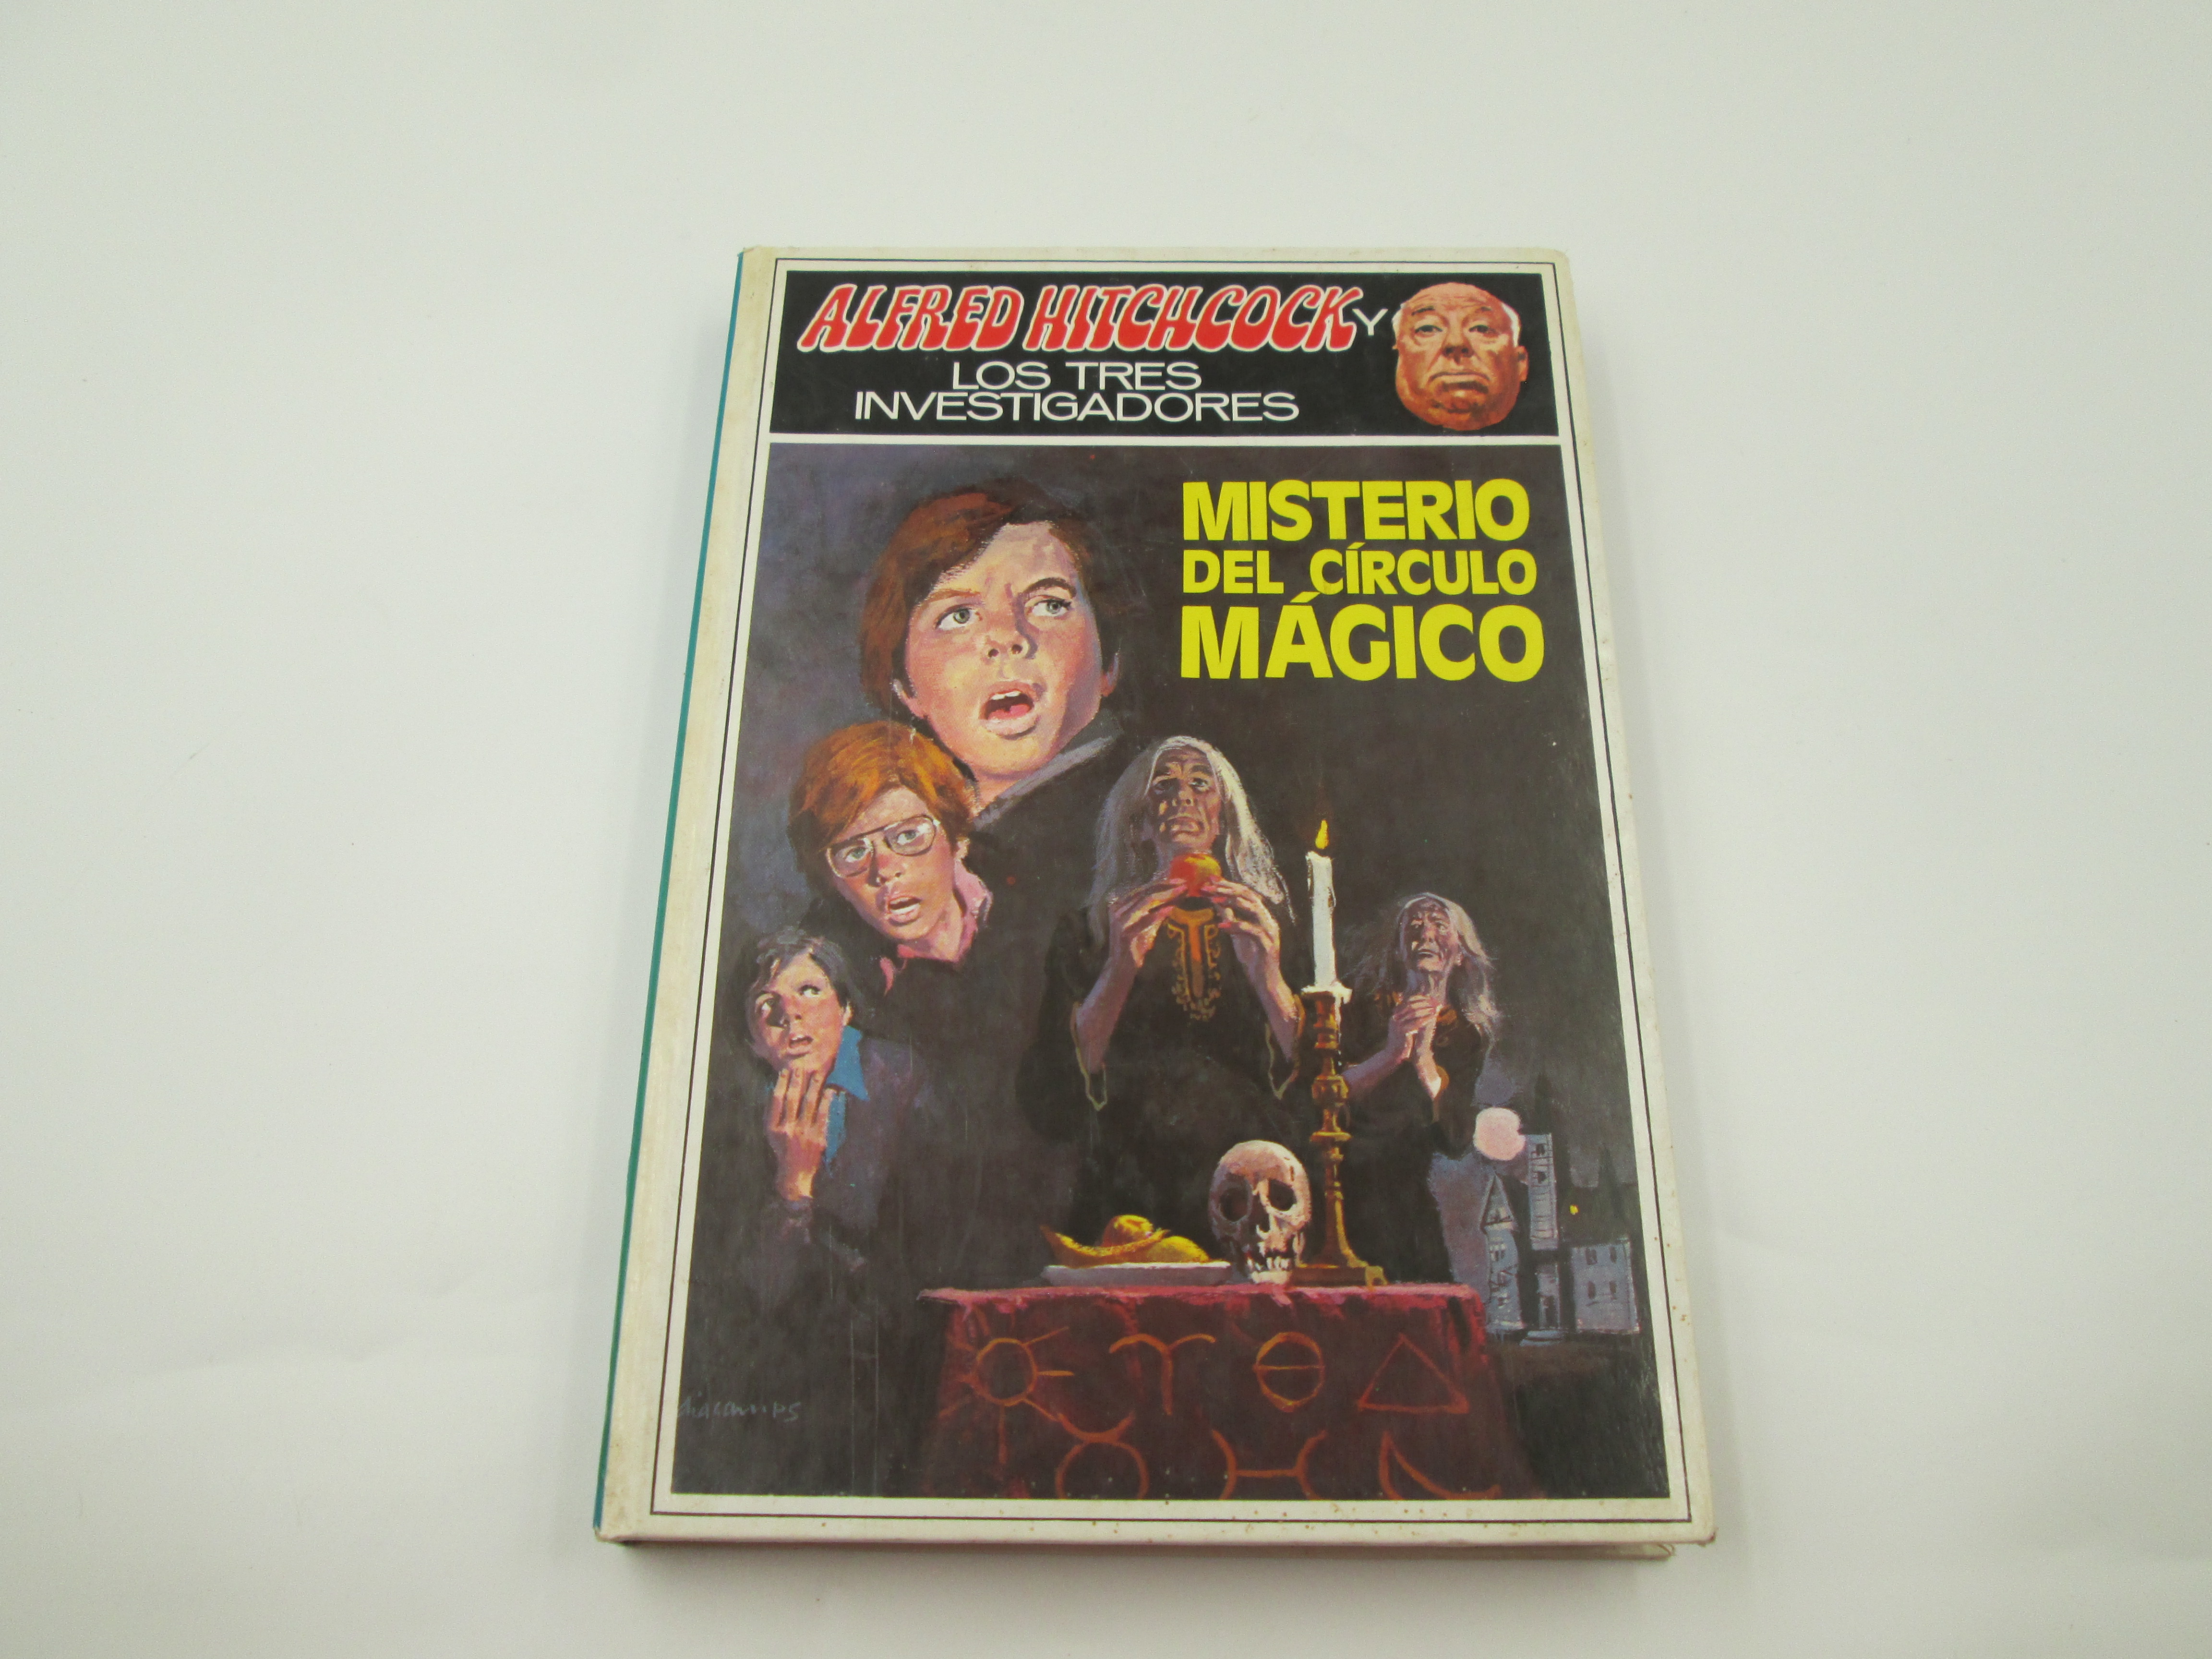 ALFRED HITCHCOCK Y
LOS TRES
INVESTIGADORES
MISTERIO
DEL CÍRCULO
MÁGICO